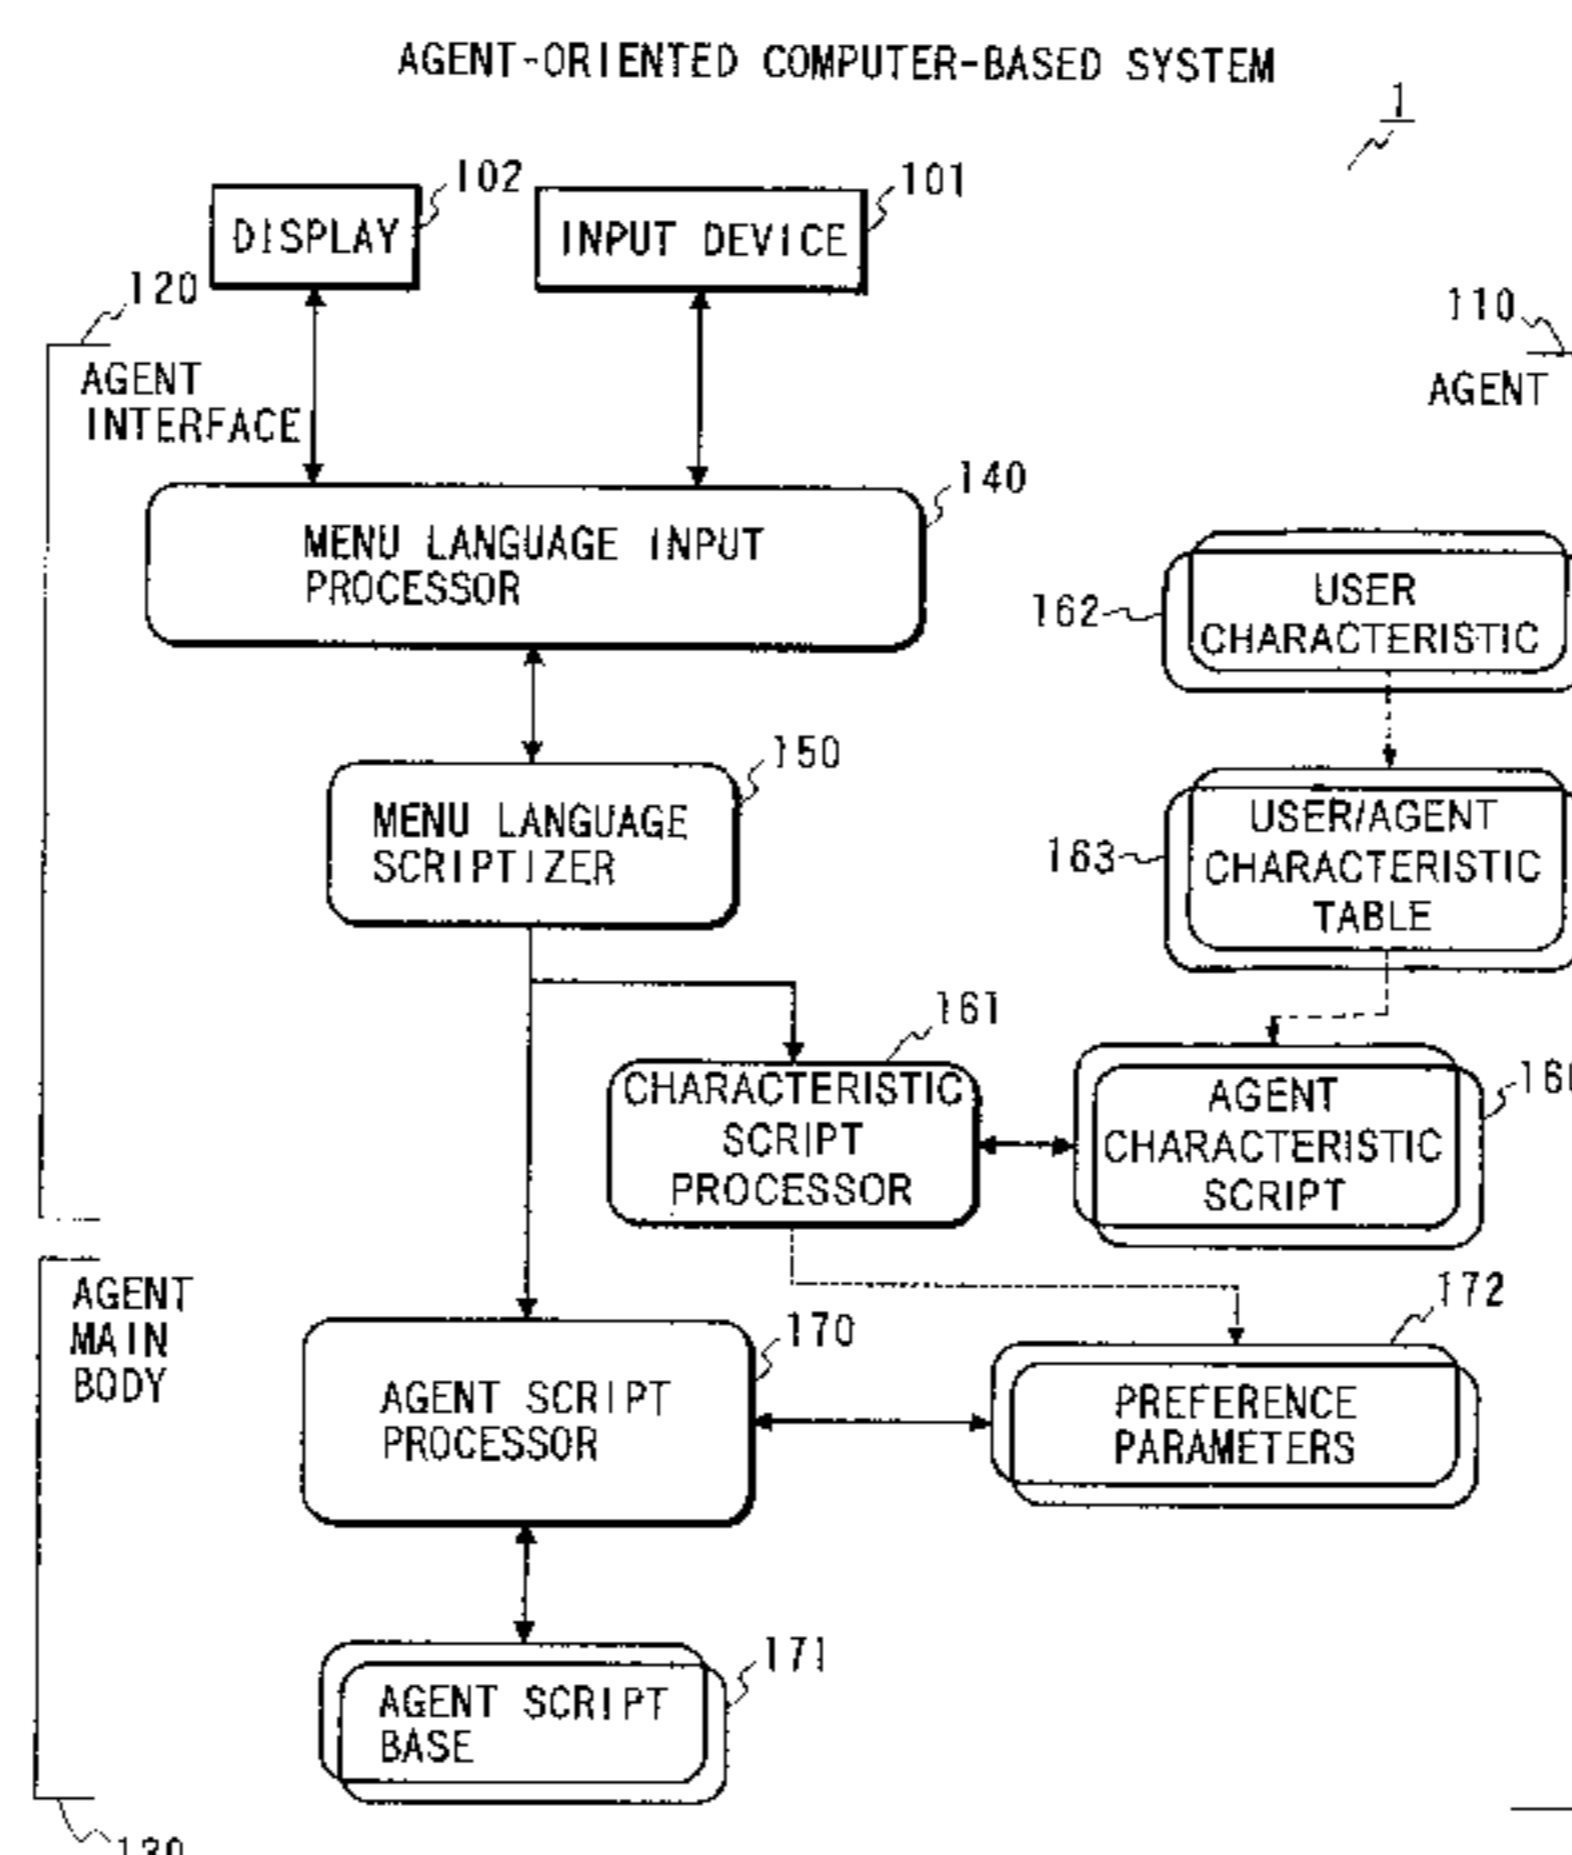 AGENT-ORIENTED COMPUTER-BASED SYSTEM
1
102
101
DISPLAY
INPUT DEVICE
120
110
AGENT
INTERFACE
AGENT
140
MENU LANGUAGE INPUT
PROCESSOR
162
USER
CHARACTERISTIC
150
MENU LANGUAGE
SCRIPTIZER
163
USER/AGENT
CHARACTERISTIC
TABLE
161
CHARACTERISTIC
SCRIPT
PROCESSOR
160
AGENT
CHARACTERISTIC
SCRIPT
AGENT
MAIN
BODY
172
170
AGENT SCRIPT
PROCESSOR
PREFERENCE
PARAMETERS
171
AGENT SCRIPT
BASE
130